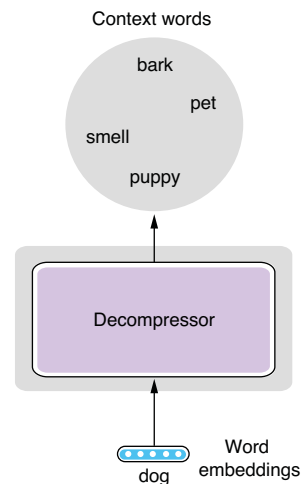 Context words
bark
pet
smell
puppy
Decompressor
Word
embeddings
dog